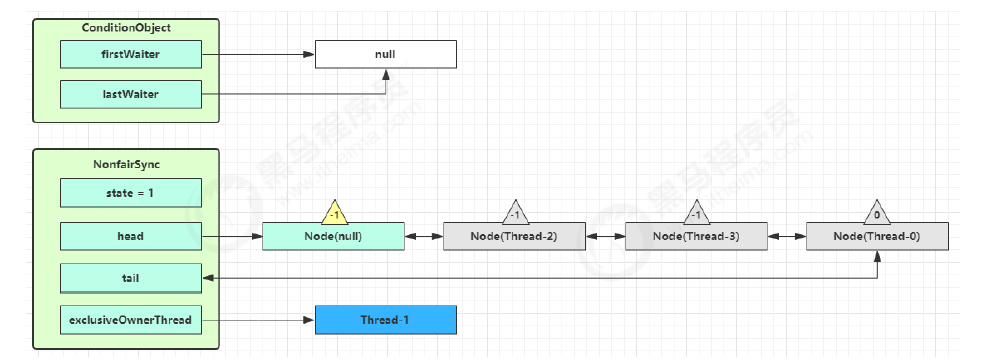 ConditionObject
firstWaiter
null
lastWaiter
NonfairSync
state = 1
-1
-1
-1
0
head
Node(null)
Node(Thread-2)
Node(Thread-3)
Node(Thread-0)
tail
exclusiveOwnerThread
Thread-1
黑马程序员
www.itheima.com
黑马程序员
www.itheima.com